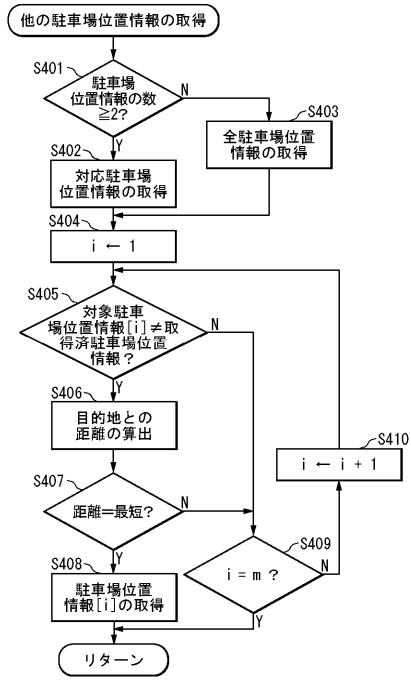 他の駐車場位置情報の取得
S401
駐車場
位置情報の数
≧2?
N
S403
全駐車場位置
情報の取得
Y
S402
対応駐車場
位置情報の取得
S404
i ← 1
S405
対象駐車
場位置情報[i]≠取
得済駐車場位置
情報?
N
Y
S406
目的地との
距離の算出
S410
i ← i + 1
S407
距離=最短?
N
Y
S409
i = m ?
N
Y
S408
駐車場位置
情報[i]の取得
リターン